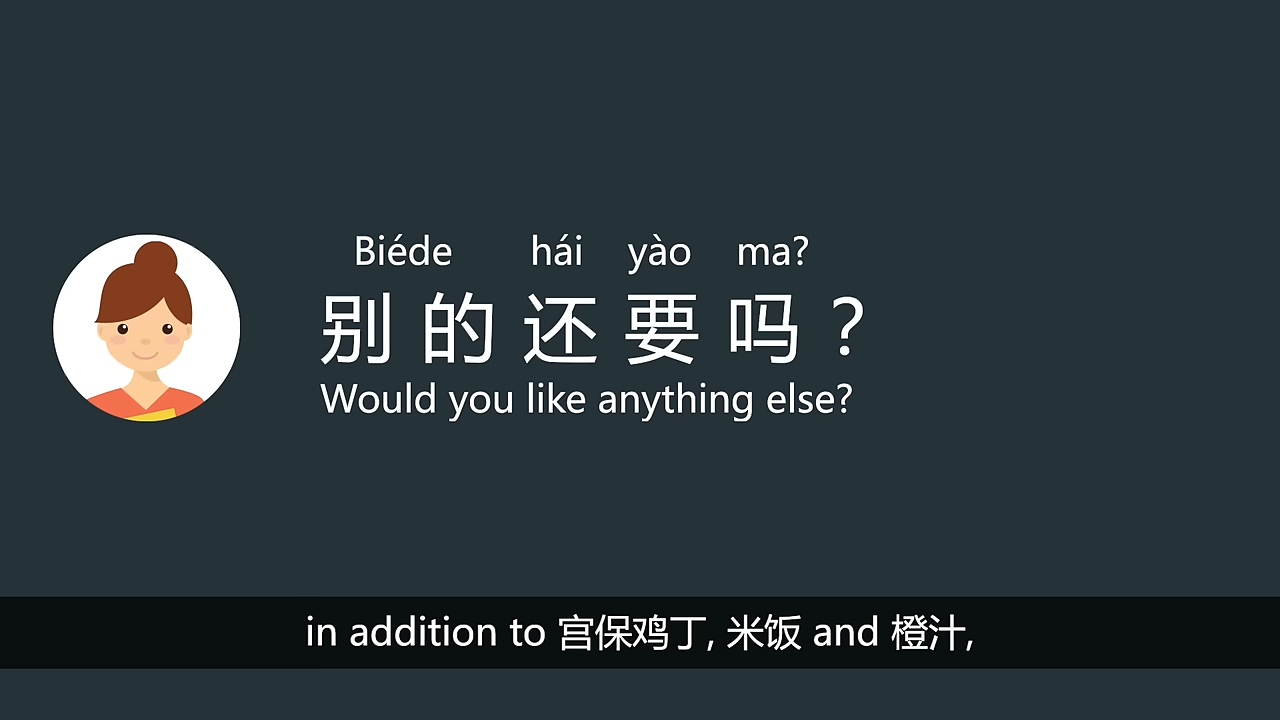 Biéde hái yào ma?
别的还要吗？
Would you like anything else?
in addition to 宫保鸡丁, 米饭 and 橙汁,